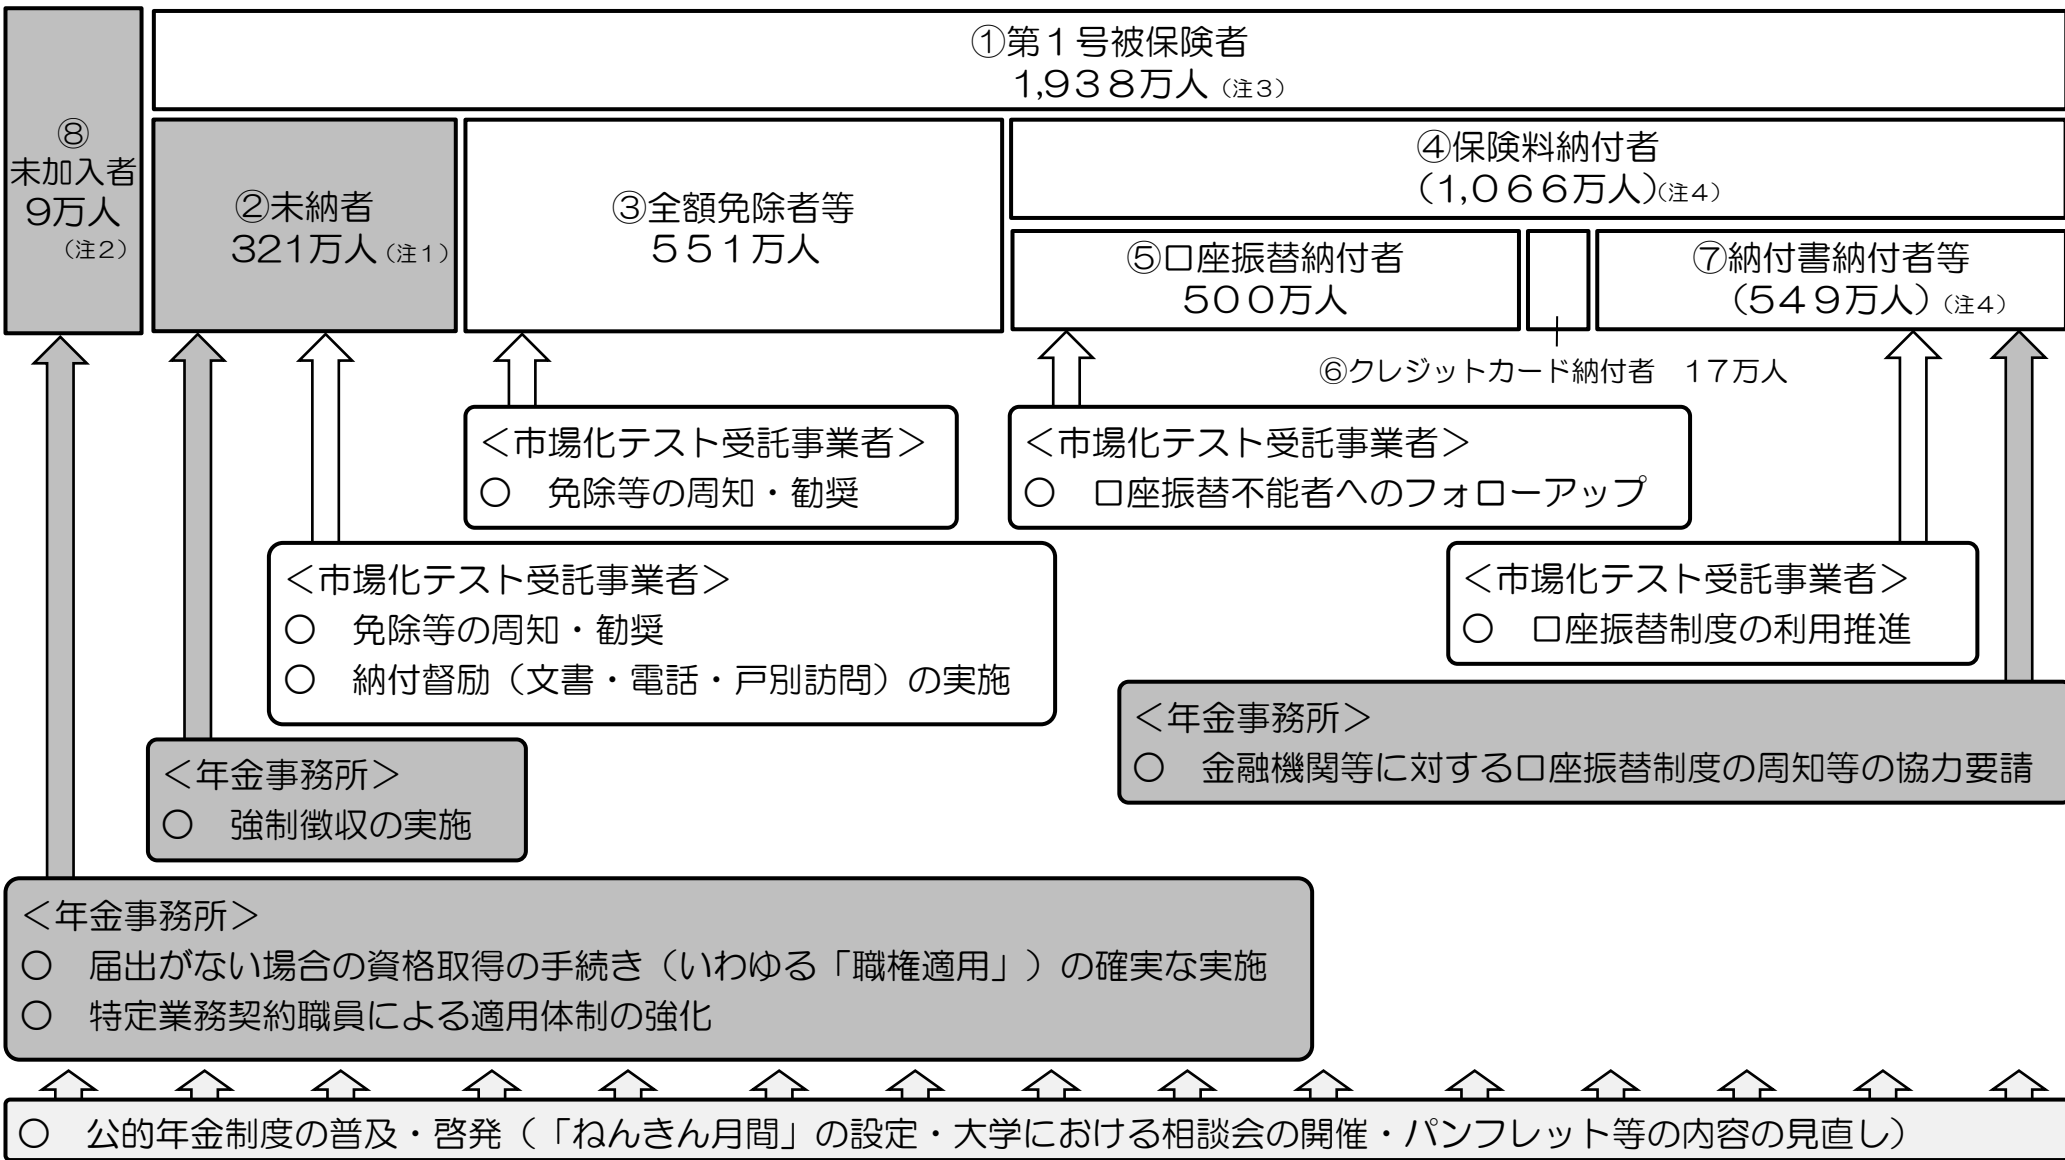 ①第１号被保険者
1,９３８万人（注３）
⑧
未加入者
9万人
（注２）
②未納者
321万人（注１）
③全額免除者等
５５１万人
④保険料納付者
（１,０６６万人）（注４）
⑤口座振替納付者
５００万人
⑦納付書納付者等
（５４９万人）（注４）
⑥クレジットカード納付者　１７万人
＜市場化テスト受託事業者＞
○　免除等の周知・勧奨
＜市場化テスト受託事業者＞
○　口座振替不能者へのフォローアップ
＜市場化テスト受託事業者＞
○　免除等の周知・勧奨
○　納付督励（文書・電話・戸別訪問）の実施
＜市場化テスト受託事業者＞
○　口座振替制度の利用推進
＜年金事務所＞
○　金融機関等に対する口座振替制度の周知等の協力要請
＜年金事務所＞
○　強制徴収の実施
＜年金事務所＞
○　届出がない場合の資格取得の手続き（いわゆる「職権適用」）の確実な実施
○　特定業務契約職員による適用体制の強化
○　公的年金制度の普及・啓発（「ねんきん月間」の設定・大学における相談会の開催・パンフレット等の内容の見直し）